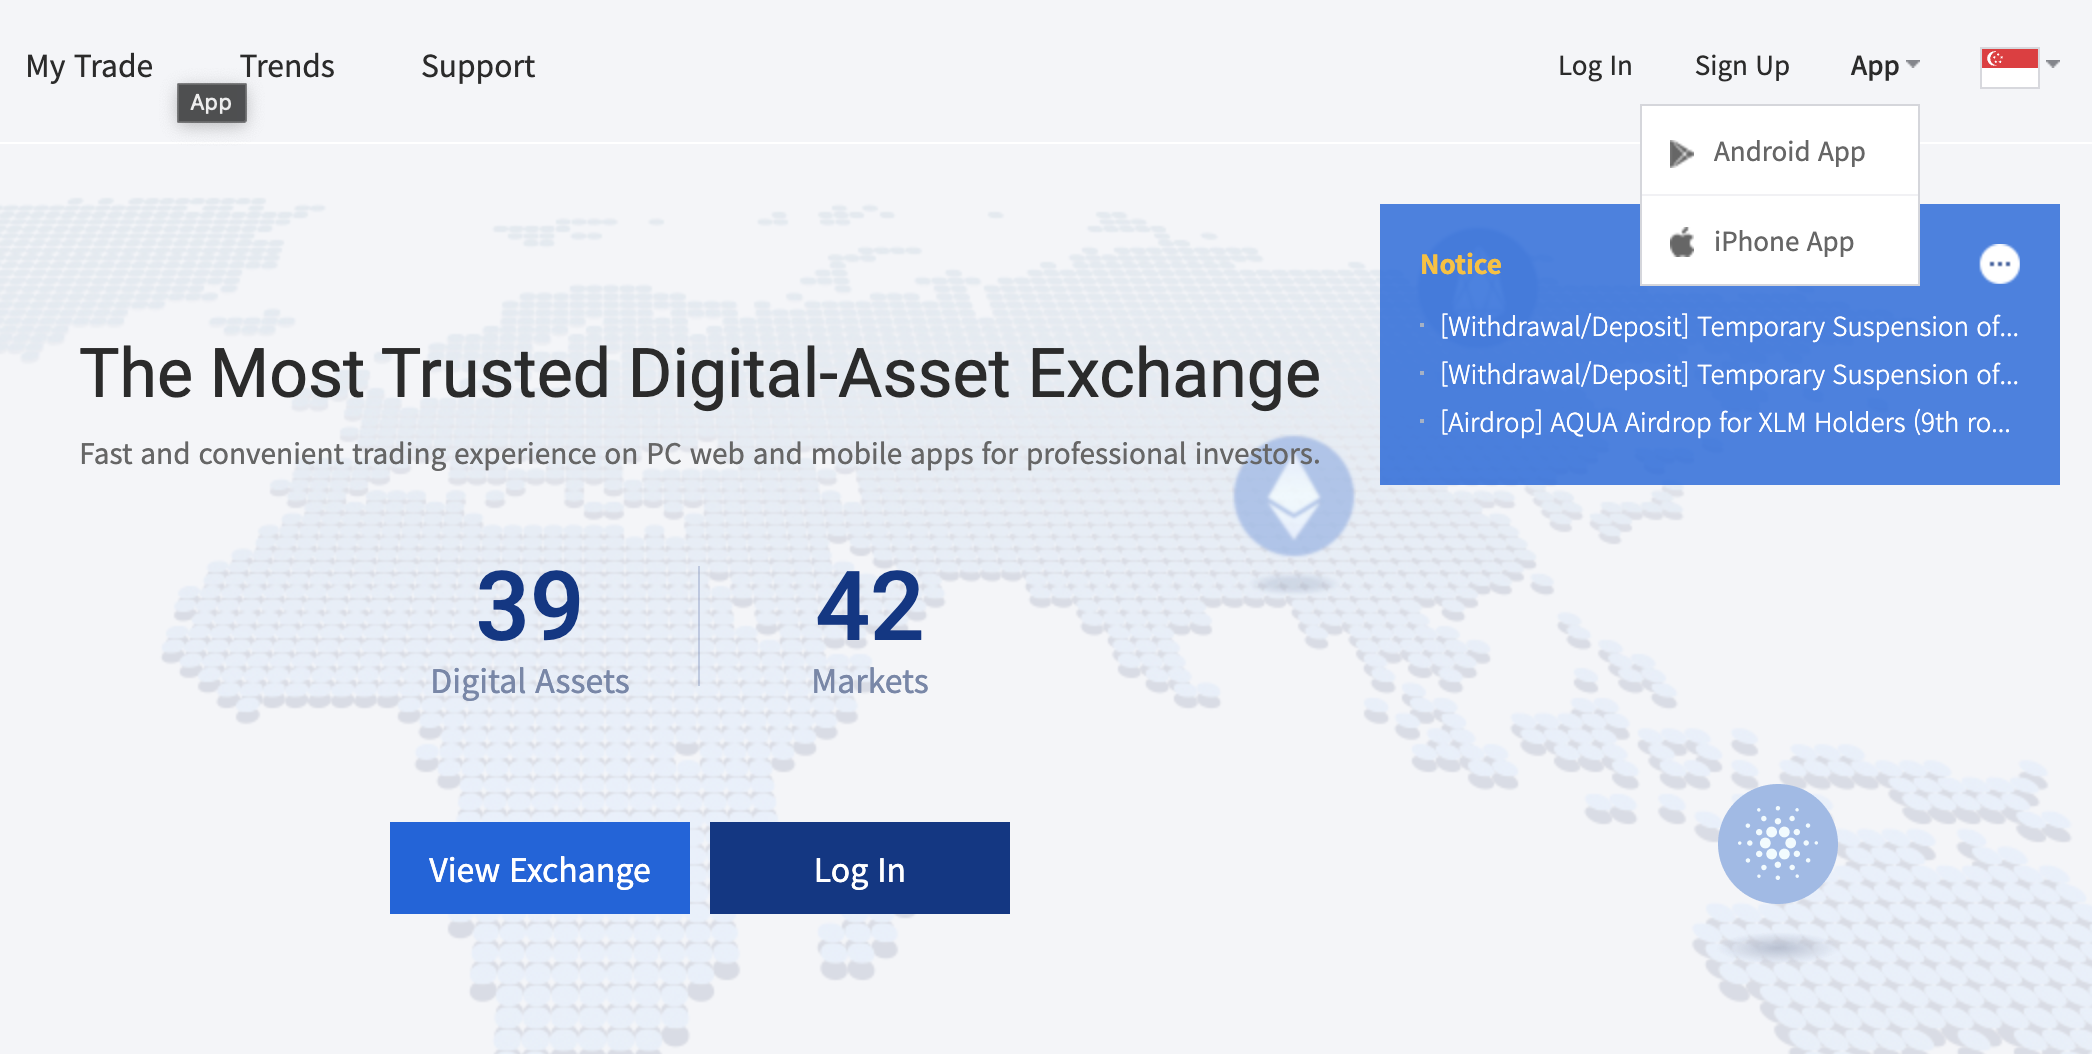 My Trade
Trends
Support
App
Log In
Sign Up
App
Android App
iPhone App
Notice
[Withdrawal/Deposit] Temporary Suspension of...
[Withdrawal/Deposit] Temporary Suspension of...
[Airdrop] AQUA Airdrop for XLM Holders (9th ro...
The Most Trusted Digital-Asset Exchange
Fast and convenient trading experience on PC web and mobile apps for professional investors.
39
Digital Assets
42
Markets
View Exchange
Log In